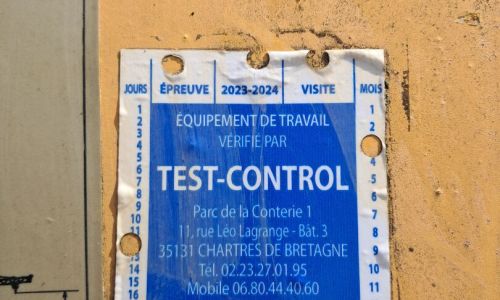 JOURS ÉPREUVE 2023-2024 VISITE MOIS
ÉQUIPEMENT DE TRAVAIL
VÉRIFIÉ PAR
TEST-CONTROL
Parc de la Conterie 1
11, rue Léo Lagrange - Bât. 3
35131 CHARTRES DE BRETAGNE
Tél. 02.23.27.01.95
Mobile 06.80.44.40.60
1
2
3
4
5
6
7
8
9
10
11
13
14
15
16
1
2
4
5
6
7
8
9
10
11